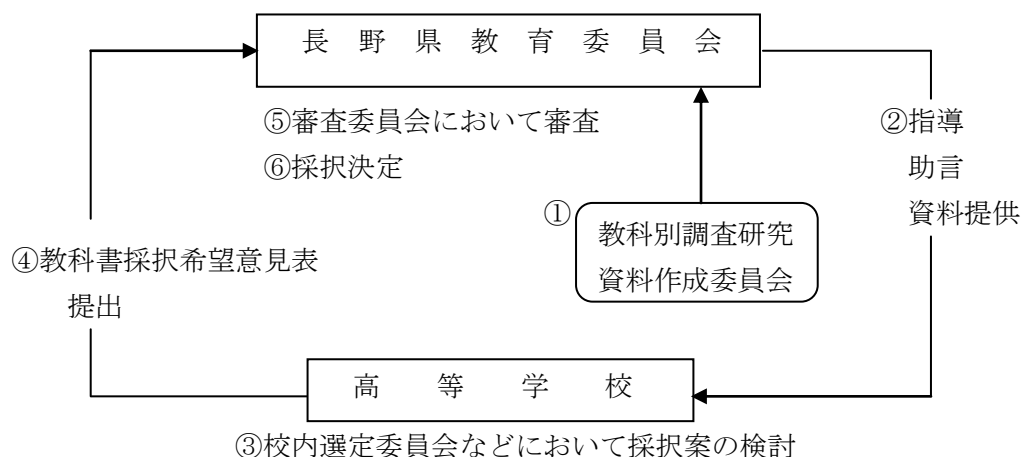 長野県教育委員会
⑤審査委員会において審査
⑥採択決定
②指導
助言
資料提供
①
教科別調査研究
資料作成委員会
④教科書採択希望意見表
提出
高等学校
③校内選定委員会などにおいて採択案の検討